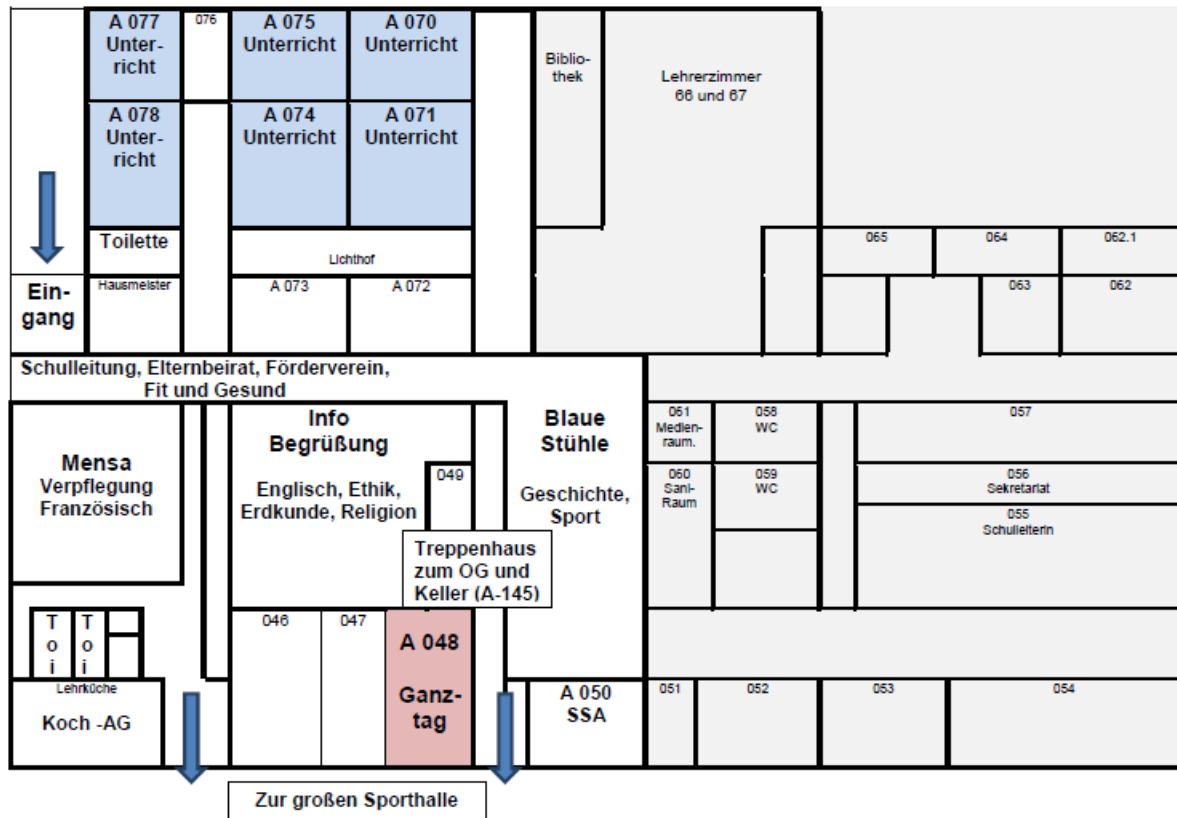 A 077
Unter-
richt
076
A 075
Unterricht
A 070
Unterricht
Biblio-
thek
Lehrerzimmer
66 und 67
A 078
Unter-
richt
A 074
Unterricht
A 071
Unterricht
Toilette
Lichthof
065
064
062.1
Ein-
gang
Hausmeister
A 073
A 072
063
062
Schulleitung, Elternbeirat, Förderverein,
Fit und Gesund
Mensa
Verpflegung
Französisch
Info
Begrüßung
Englisch, Ethik,
Erdkunde, Religion
049
Blaue
Stühle
Geschichte,
Sport
061
Medien-
raum.
058
WC
057
060
Sani-
Raum
059
WC
056
Sekretariat
055
Schulleiterin
Treppenhaus
zum OG und
Keller (A-145)
T
o
i
T
o
i
046
047
A 048
Ganz-
tag
Lehrküche
Koch -AG
A 050
SSA
051
052
053
054
Zur großen Sporthalle